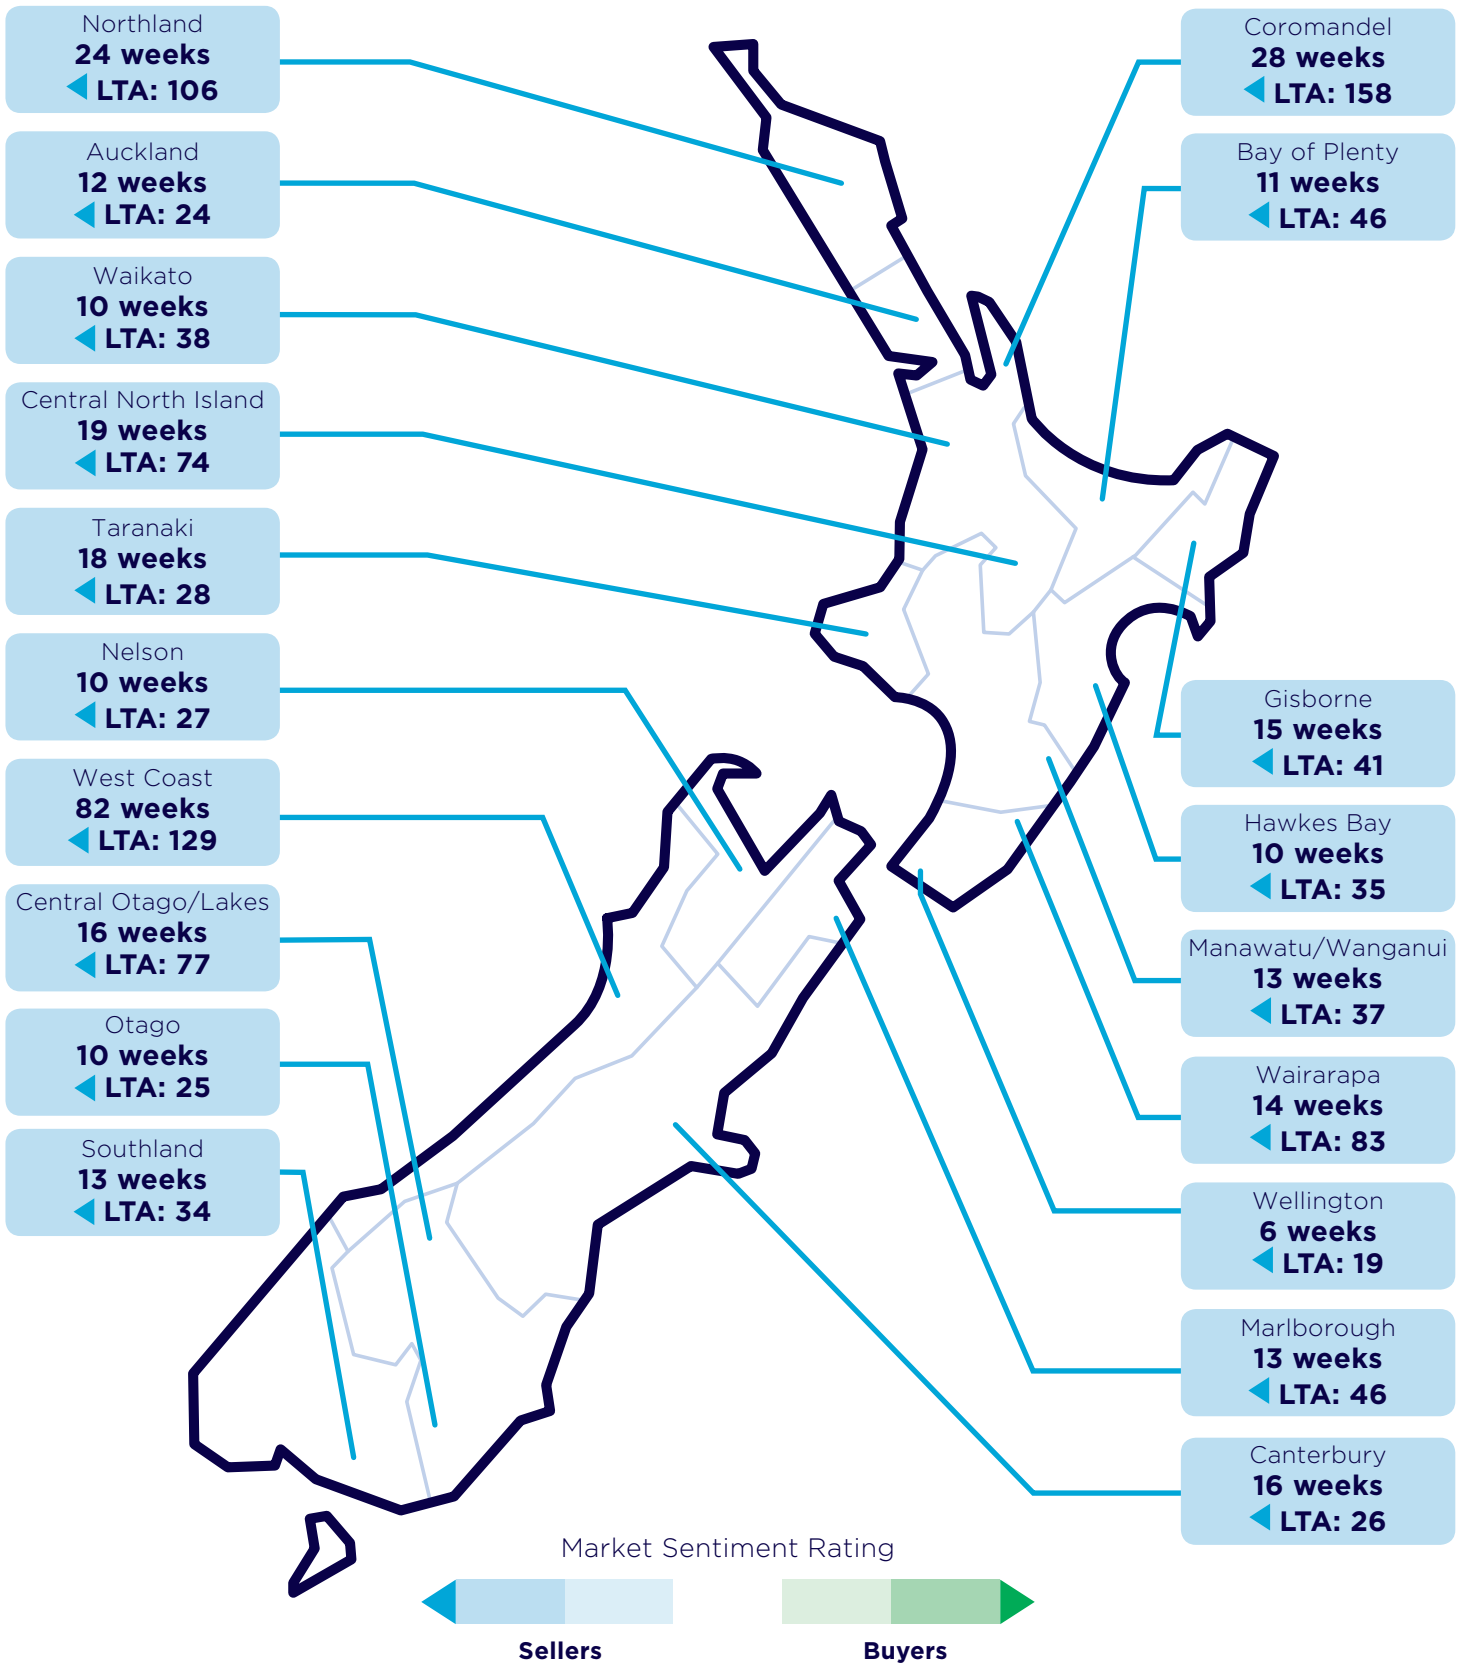 Northland
24 weeks
LTA: 106
Auckland
12 weeks
LTA: 24
Waikato
10 weeks
LTA: 38
Central North Island
19 weeks
LTA: 74
Taranaki
18 weeks
LTA: 28
Nelson
10 weeks
LTA: 27
West Coast
82 weeks
LTA: 129
Central Otago/Lakes
16 weeks
LTA: 77
Otago
10 weeks
LTA: 25
Southland
13 weeks
LTA: 34
Coromandel
28 weeks
LTA: 158
Bay of Plenty
11 weeks
LTA: 46
Gisborne
15 weeks
LTA: 41
Hawkes Bay
10 weeks
LTA: 35
Manawatu/Wanganui
13 weeks
LTA: 37
Wairarapa
14 weeks
LTA: 83
Wellington
6 weeks
LTA: 19
Marlborough
13 weeks
LTA: 46
Canterbury
16 weeks
LTA: 26
Market Sentiment Rating
Sellers
Buyers